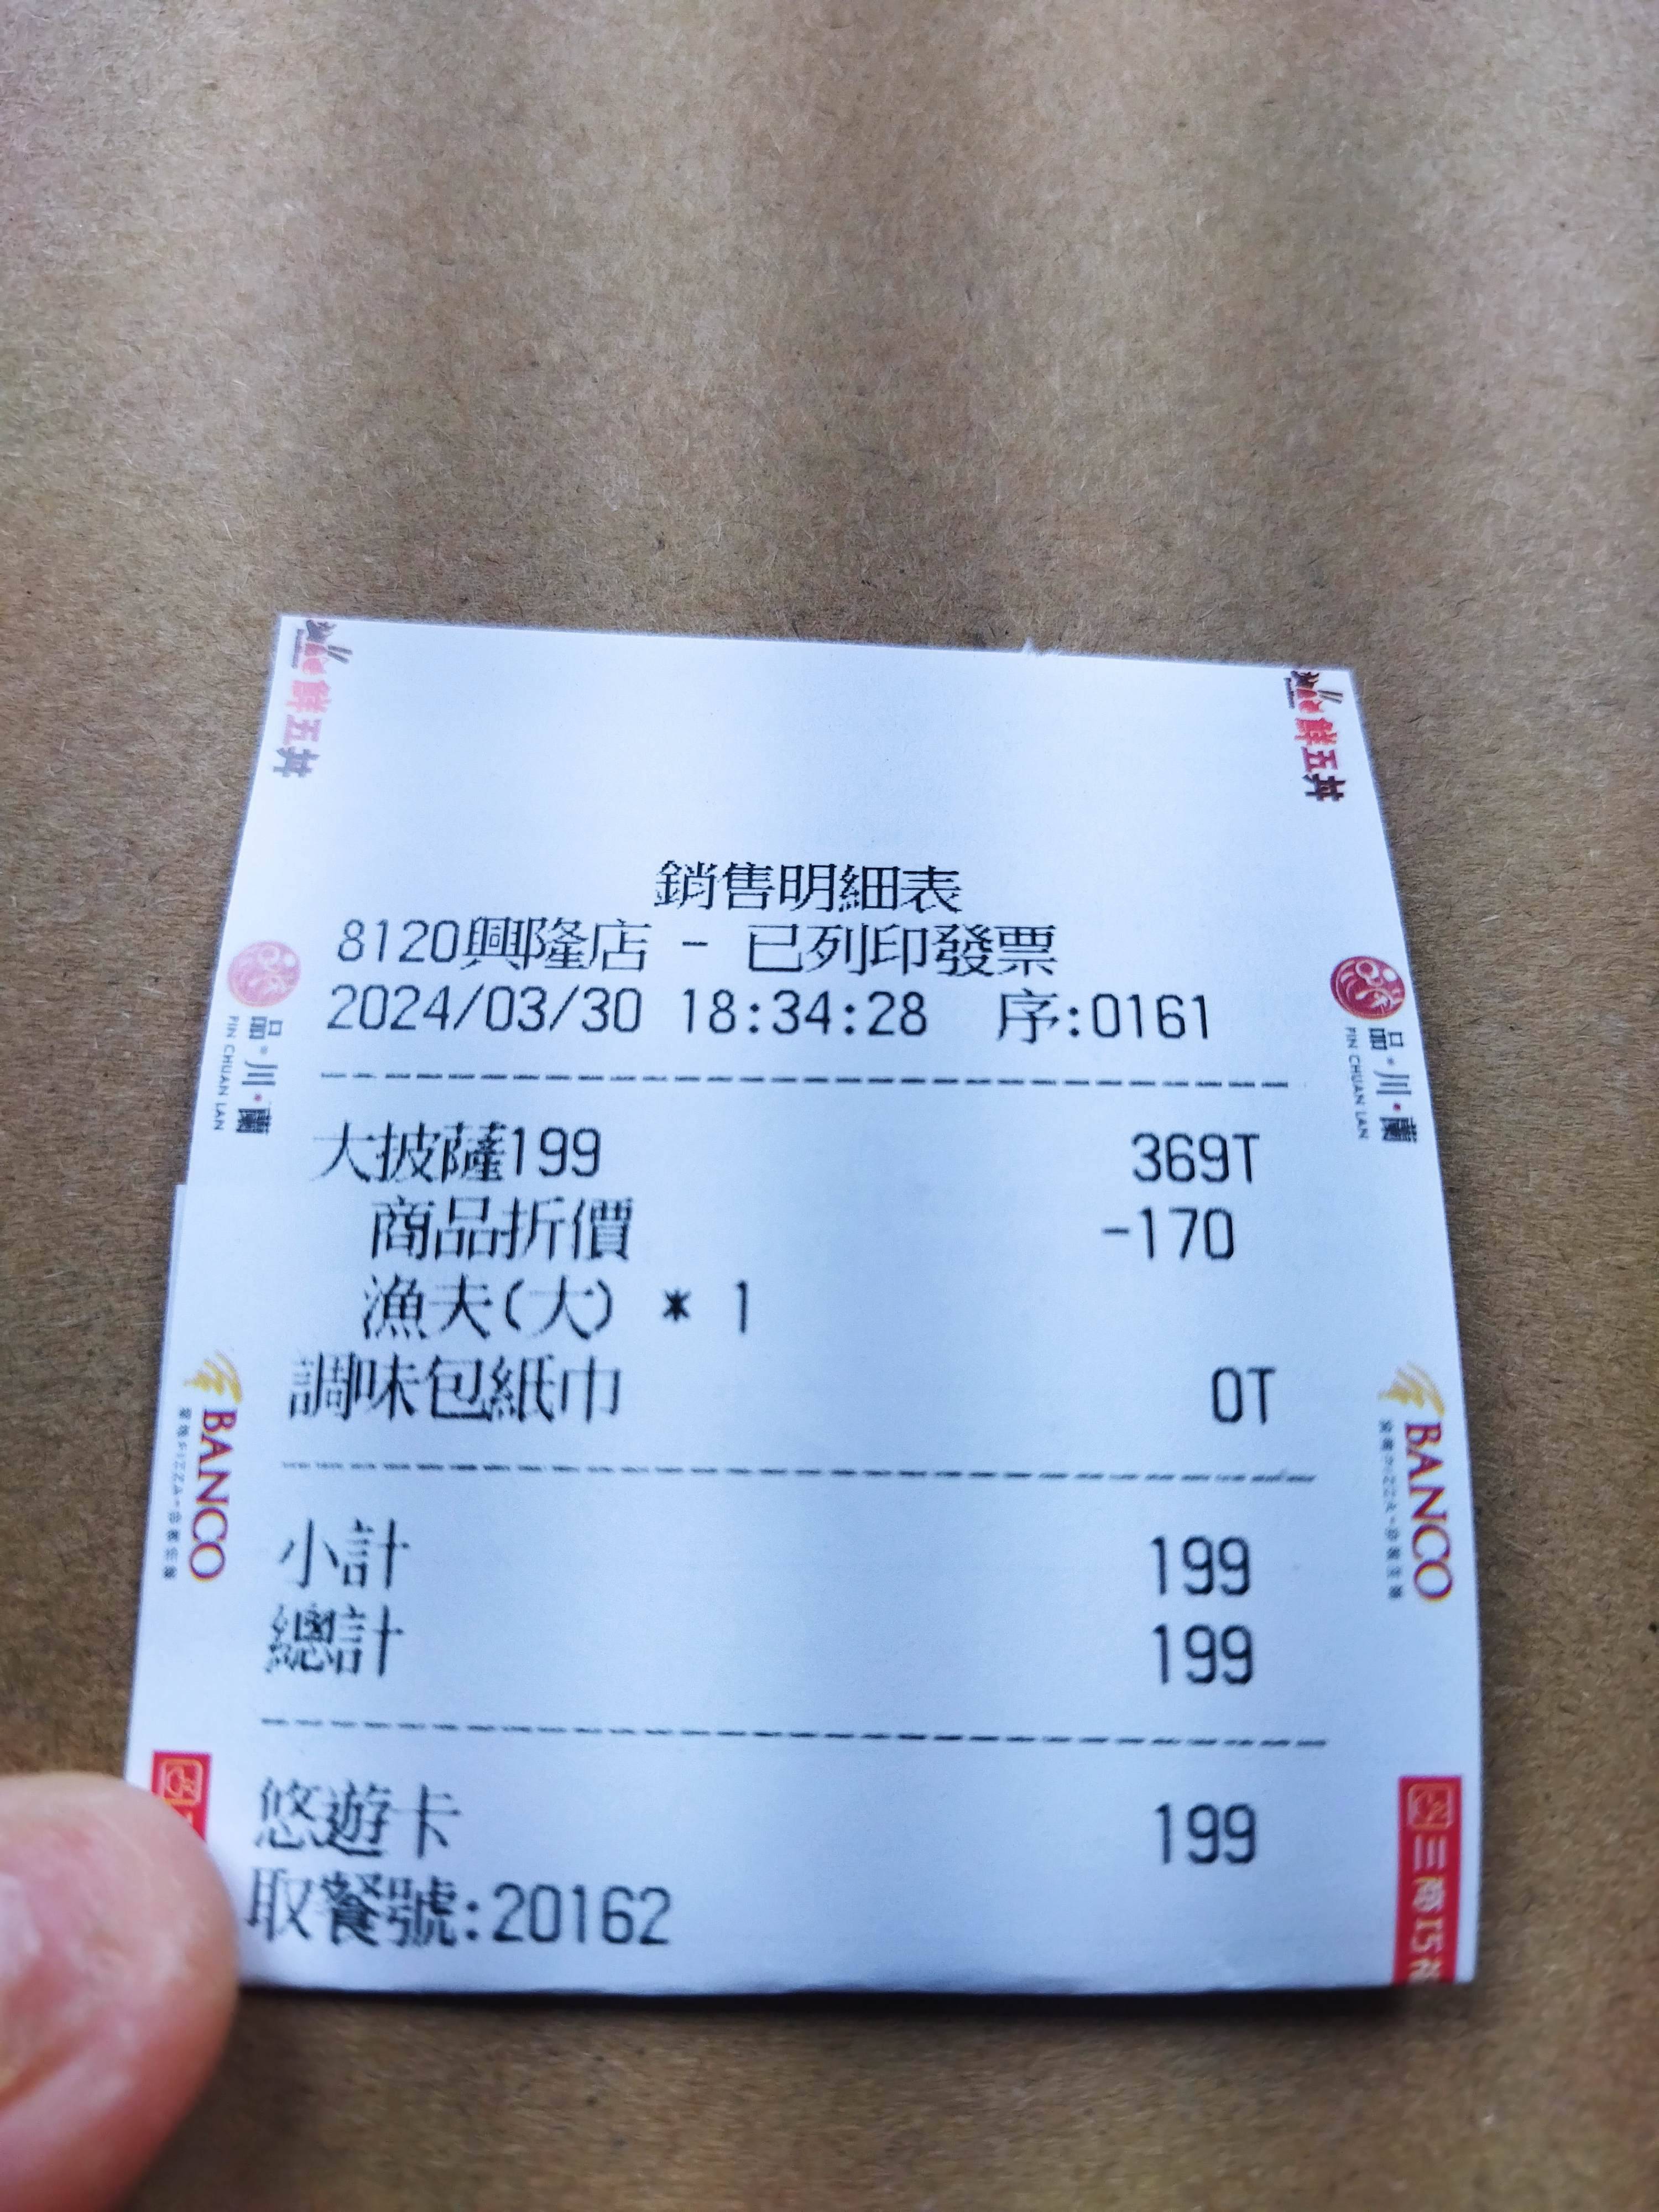 鮮五丼
鮮五丼
銷售明細表
8120興隆店 - 已列印發票
2024/03/30 18:34:28 序:0161
品·川·蘭
PIN CHUAN LAN
品·川·蘭
PIN CHUAN LAN
大披薩199 369T
商品折價 -170
漁夫(大) * 1
調味包紙巾 0T
BANCO
BANCO
小計 199
總計 199
悠遊卡 199
取餐號:20162
三商巧福